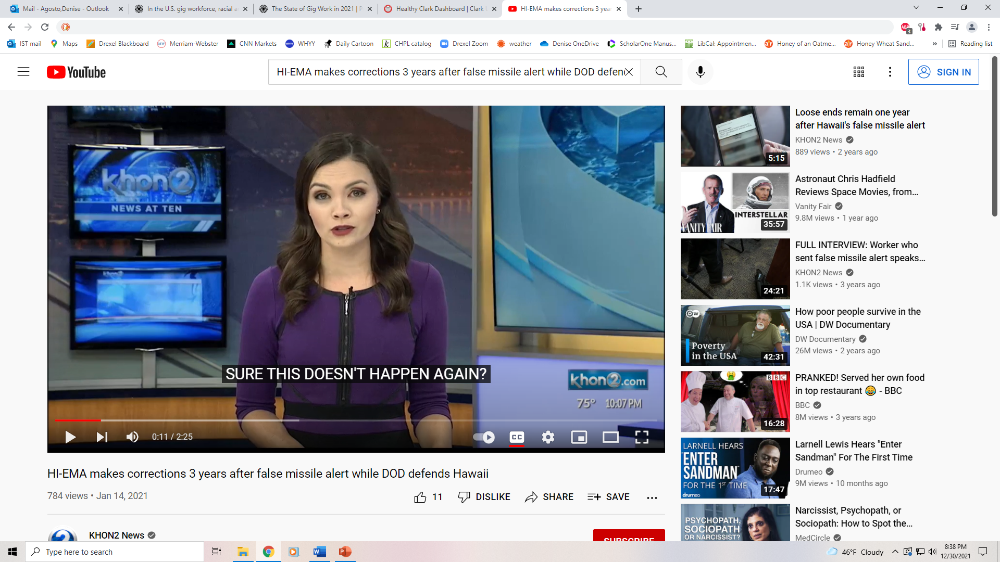 Mail - Agosto,Denise - Outlook
In the U.S. gig workforce, racial a
The State of Gig Work in 2021 | P
Healthy Clark Dashboard | Clark
HI-EMA makes corrections 3 year
ABP
3
IST mail
Maps
Drexel Blackboard
Merriam-Webster
CNN Markets
WHYY
Daily Cartoon
CHPL catalog
Drexel Zoom
weather
Denise OneDrive
ScholarOne Manus...
LibCal: Appointmen...
Honey of an Oatme...
Honey Wheat Sand...
Reading list
YouTube
HI-EMA makes corrections 3 years after false missile alert while DOD defen
SIGN IN
khon2
NEWS AT TEN
khon2
SURE THIS DOESN'T HAPPEN AGAIN?
khon2.com
75° 10:07 PM
0:11 / 2:25
CC
HI-EMA makes corrections 3 years after false missile alert while DOD defends Hawaii
784 views • Jan 14, 2021
11
DISLIKE
SHARE
SAVE
2
KHON2 News
SUBSCRIBE
5:15
Loose ends remain one year
after Hawaii's false missile alert
KHON2 News
889 views • 2 years ago
VANITY FAIR
INTERSTELLAR
35:57
Astronaut Chris Hadfield
Reviews Space Movies, from...
Vanity Fair
9.8M views • 1 year ago
24:21
FULL INTERVIEW: Worker who
sent false missile alert speaks...
KHON2 News
1.1K views • 3 years ago
DW
Poverty
in the USA
42:31
How poor people survive in the
USA | DW Documentary
DW Documentary
26M views • 2 years ago
BBC
16:28
PRANKED! Served her own food
in top restaurant 😂 - BBC
BBC
8M views • 3 years ago
LARNELL HEARS
"ENTER
SANDMAN"
FOR THE 1ST TIME
drumeo
17:47
Larnell Lewis Hears "Enter
Sandman" For The First Time
Drumeo
9M views • 10 months ago
PSYCHOPATH,
SOCIOPATH
OR NARCISSIST?
Narcissist, Psychopath, or
Sociopath: How to Spot the...
MedCircle
Type here to search
46°F Cloudy
8:38 PM
12/30/2021